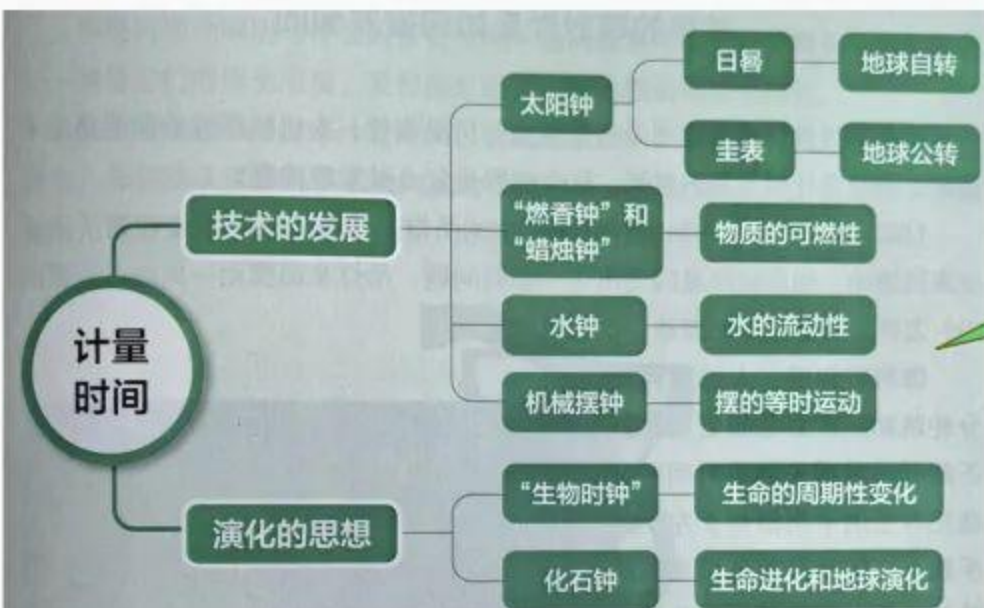 计量
时间
技术的发展
太阳钟
日晷
地球自转
圭表
地球公转
“燃香钟”和
“蜡烛钟”
物质的可燃性
水钟
水的流动性
机械摆钟
摆的等时运动
演化的思想
“生物时钟”
生命的周期性变化
化石钟
生命进化和地球演化